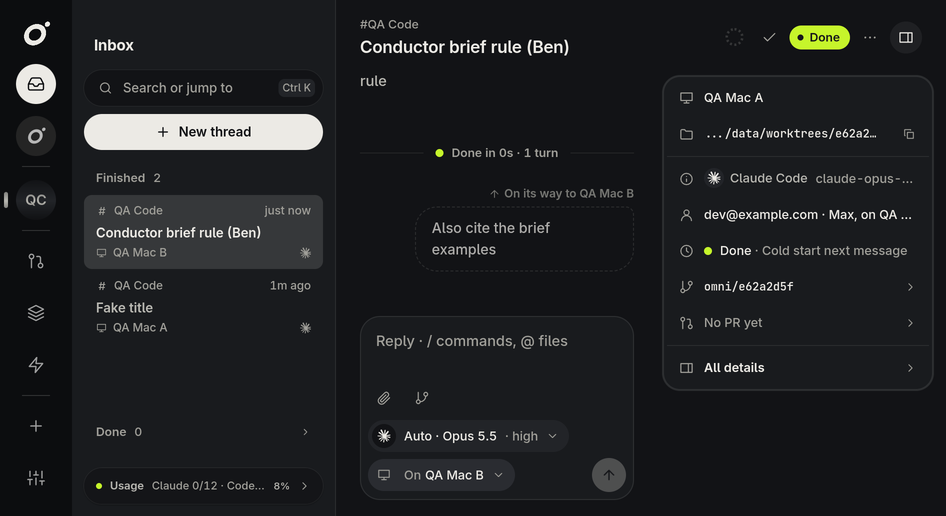 Inbox
Search or jump to
Ctrl K
New thread
Finished 2
# QA Code
just now
Conductor brief rule (Ben)
QA Mac B
# QA Code
1m ago
Fake title
QA Mac A
Done 0
Usage Claude 0/12 · Code... 8%
QC
#QA Code
Conductor brief rule (Ben)
Done
rule
Done in 0s · 1 turn
↑ On its way to QA Mac B
Also cite the brief
examples
Reply · / commands, @ files
Auto · Opus 5.5 · high
On QA Mac B
QA Mac A
.../data/worktrees/e62a2…
Claude Code claude-opus-...
dev@example.com · Max, on QA ...
Done · Cold start next message
omni/e62a2d5f
No PR yet
All details